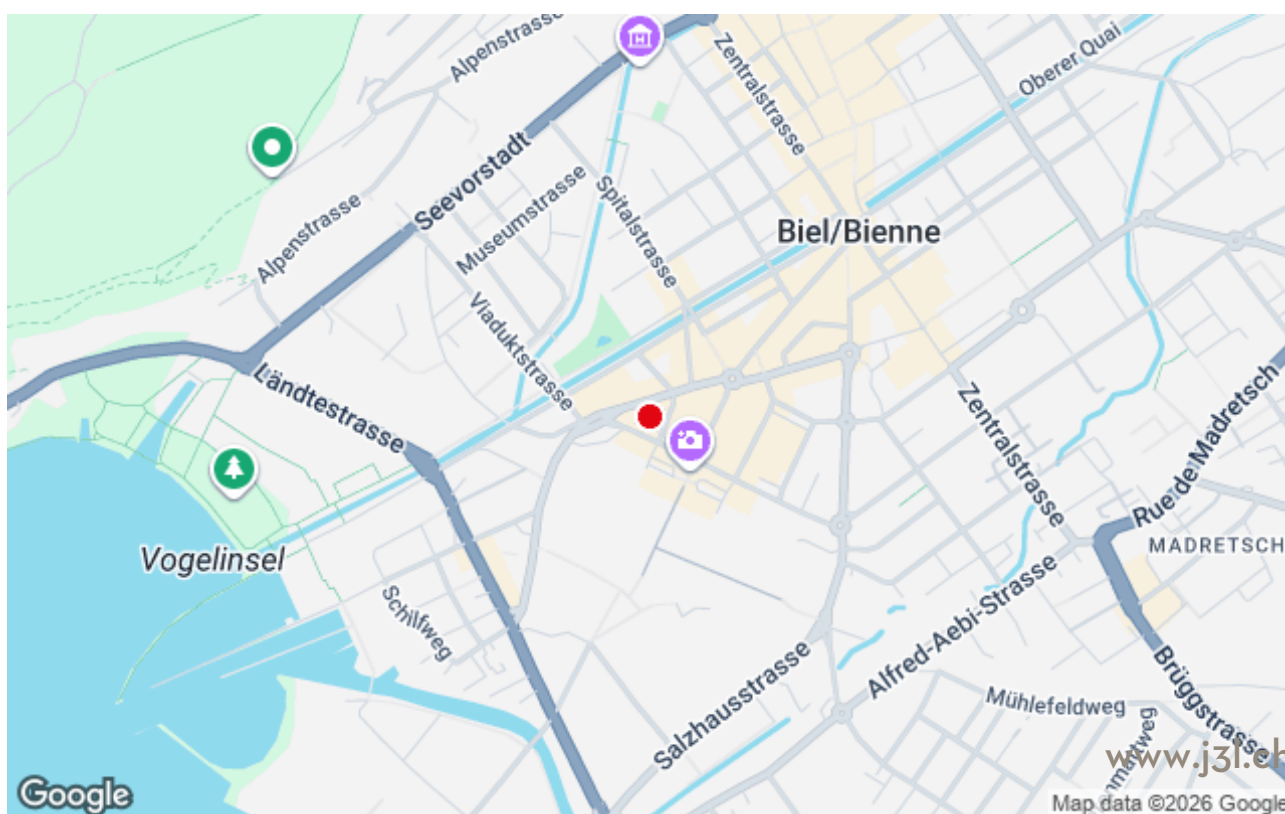 Alpenstrasse
Zentralstrasse
Oberer Quai
Seevorstadt
Museumstrasse
Spitalstrasse
Alpenstrasse
Biel/Bienne
Viaduktstrasse
Ländtestrasse
Zentralstrasse
Rue de Madretsch
MADRETSCH
Vogelinsel
Schilfweg
Alfred-Aebi-Strasse
Salzhausstrasse
Mühlefeldweg
Brüggstrasse
www.j3l.ch
Google
Map data ©2026 Google